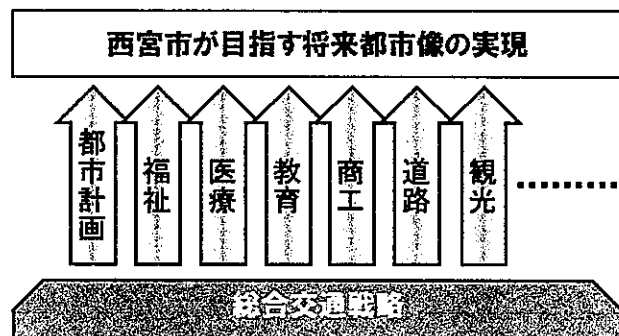 西宮市が目指す将来都市像の実現
都市計画
福祉
医療
教育
商工
道路
観光
総合交通戦略